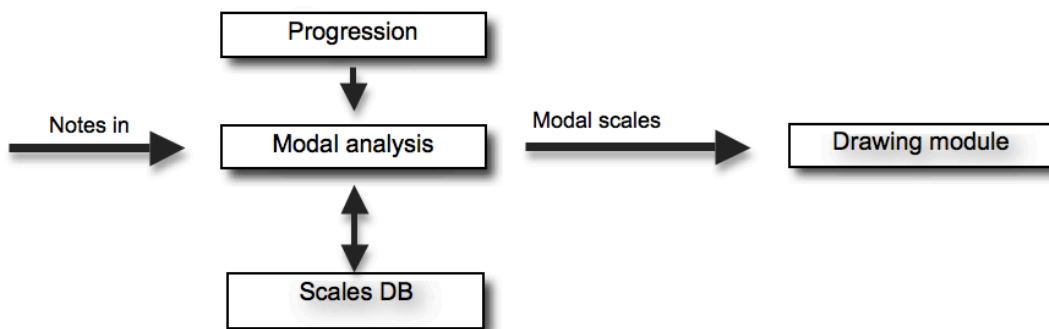 Progression
Notes in
Modal analysis
Modal scales
Drawing module
Scales DB